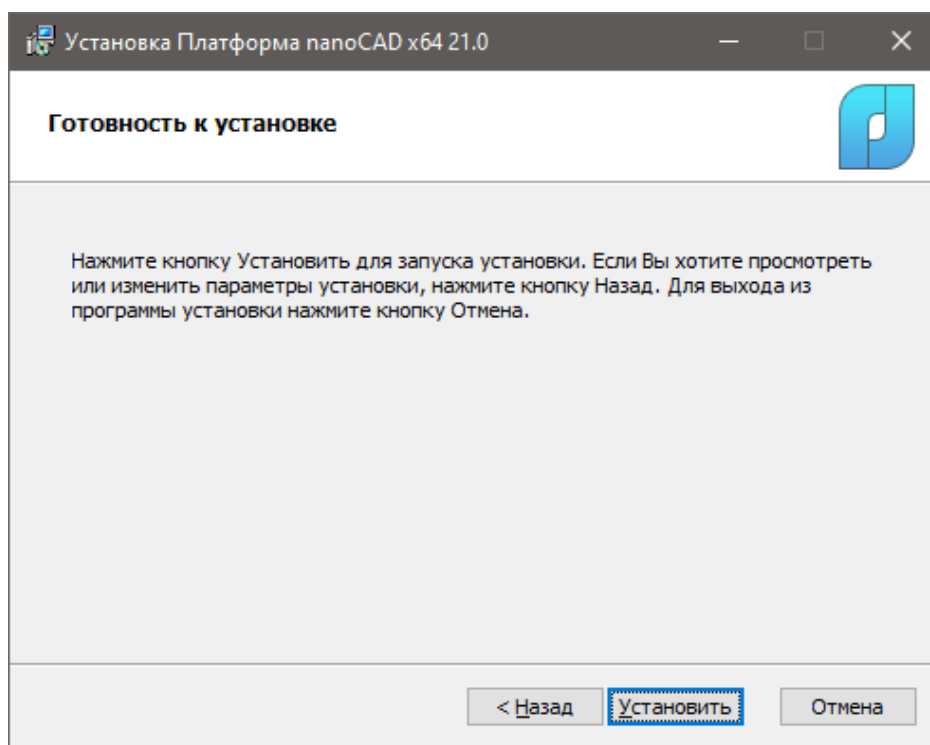 Установка Платформа nanoCAD x64 21.0
Готовность к установке
Нажмите кнопку Установить для запуска установки. Если Вы хотите просмотреть
или изменить параметры установки, нажмите кнопку Назад. Для выхода из
программы установки нажмите кнопку Отмена.
< Назад Установить Отмена